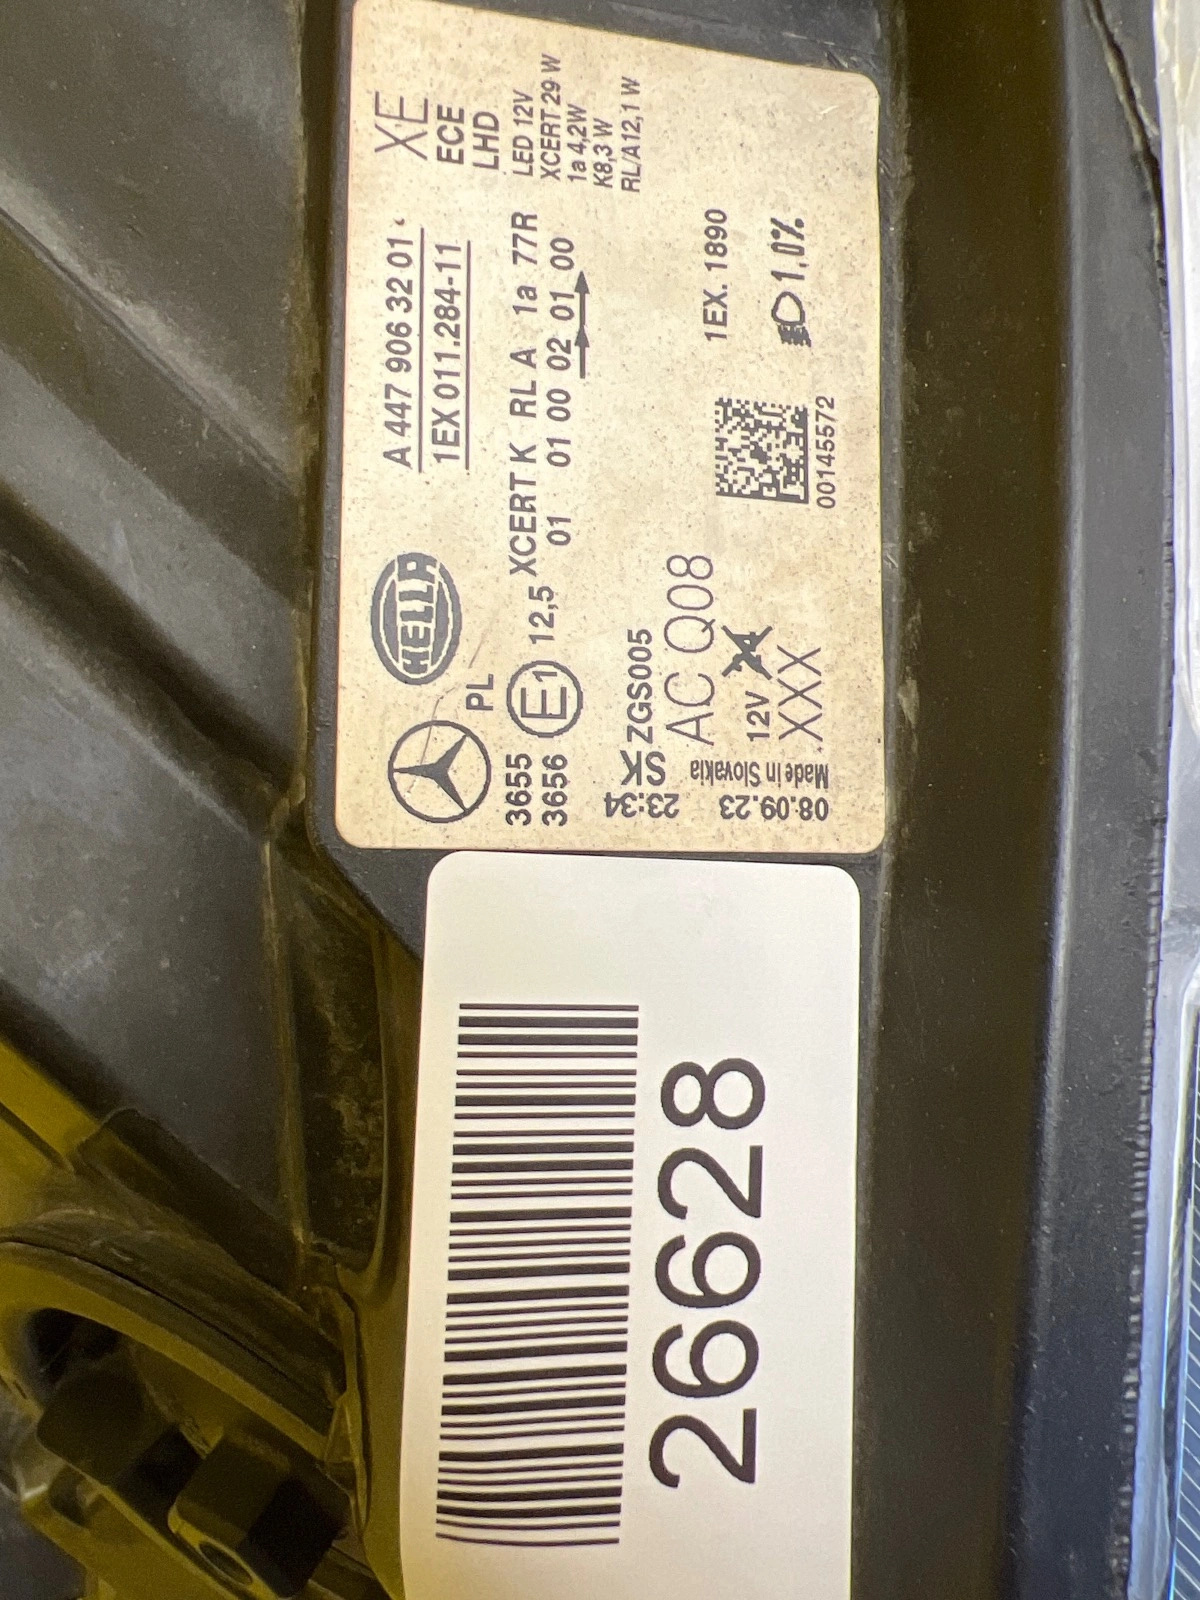 HELLA
A 447 906 32 01
XE
1EX 011.284-11
ECE
LHD
PL
3655
3656
E1
12,5
XCERT K RL A 1a 77R
01 01 00 02 01 00
LED 12V
XCERT 29 W
1a 4,2W
K8,3 W
RL/A12,1 W
23:34
SK
ZGS005
AC Q08
1EX. 1890
08.09.23
Made in Slovakia
12V 24
.XXX
00145572
1.0%
26628